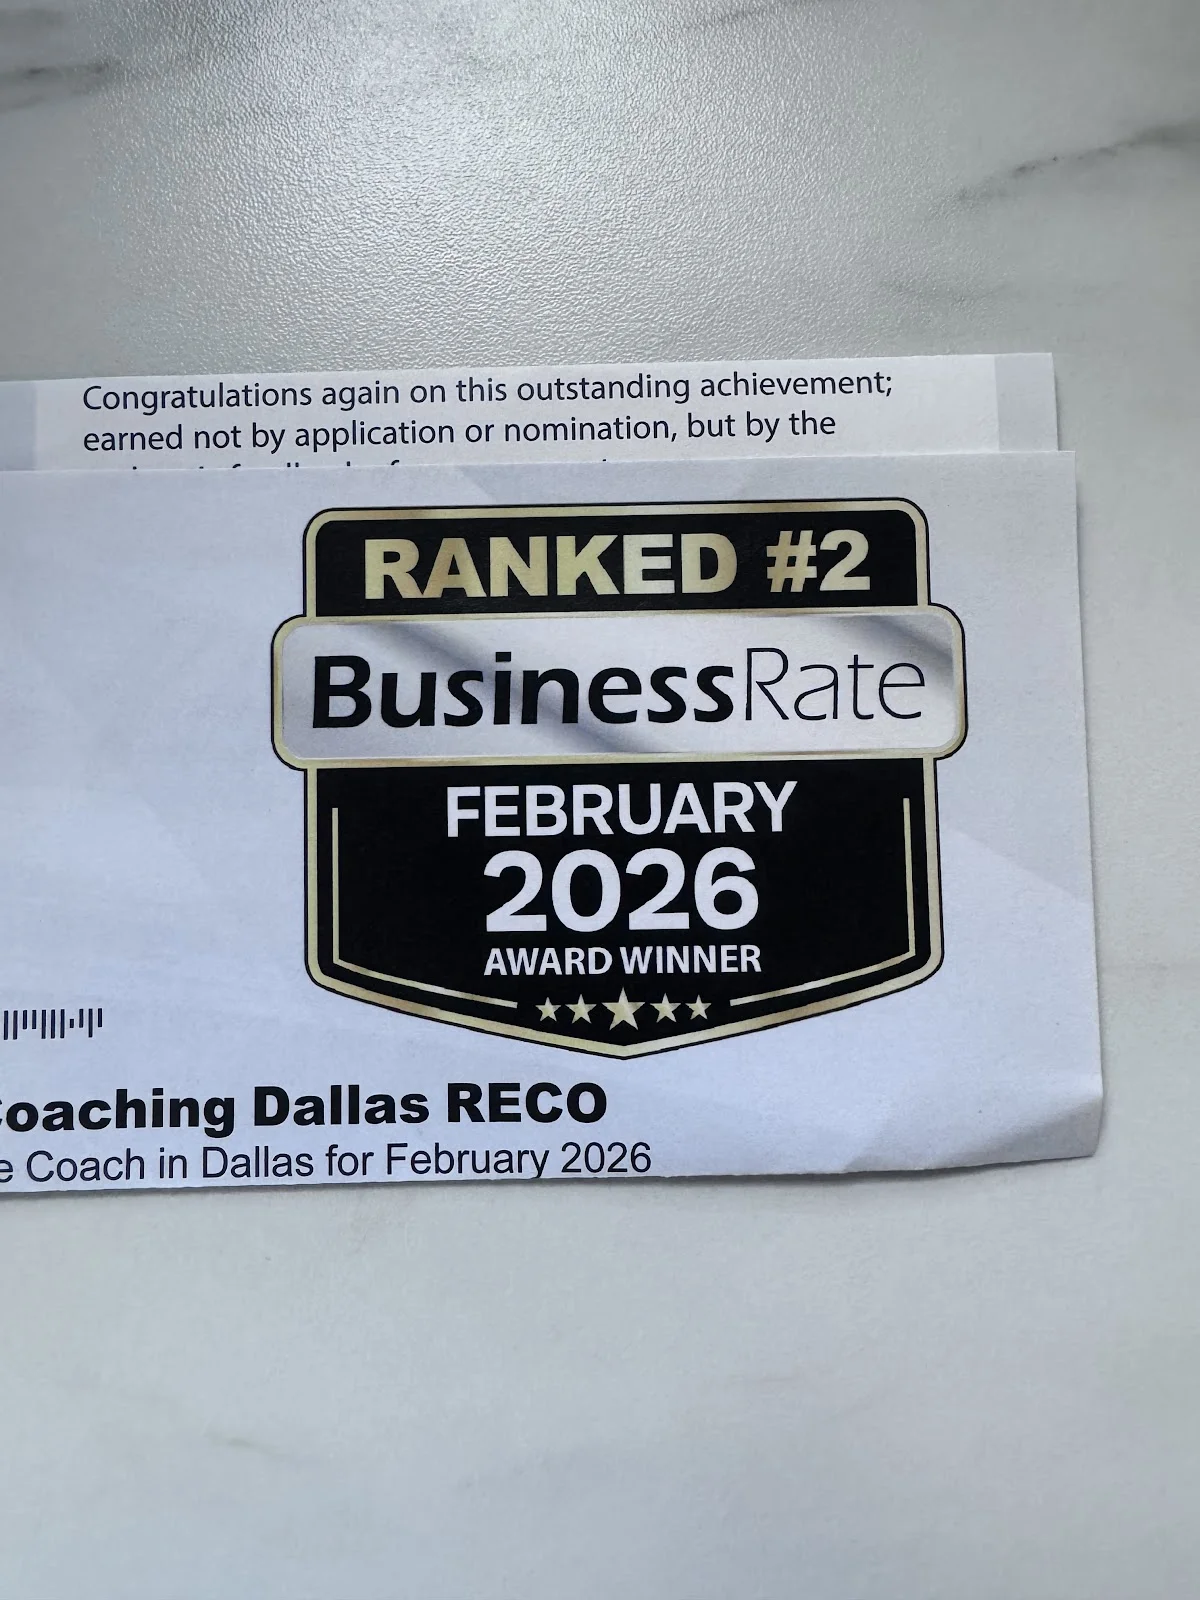 Congratulations again on this outstanding achievement;
earned not by application or nomination, but by the
RANKED #2
BusinessRate
FEBRUARY
2026
AWARD WINNER
Coaching Dallas RECO
Coach in Dallas for February 2026